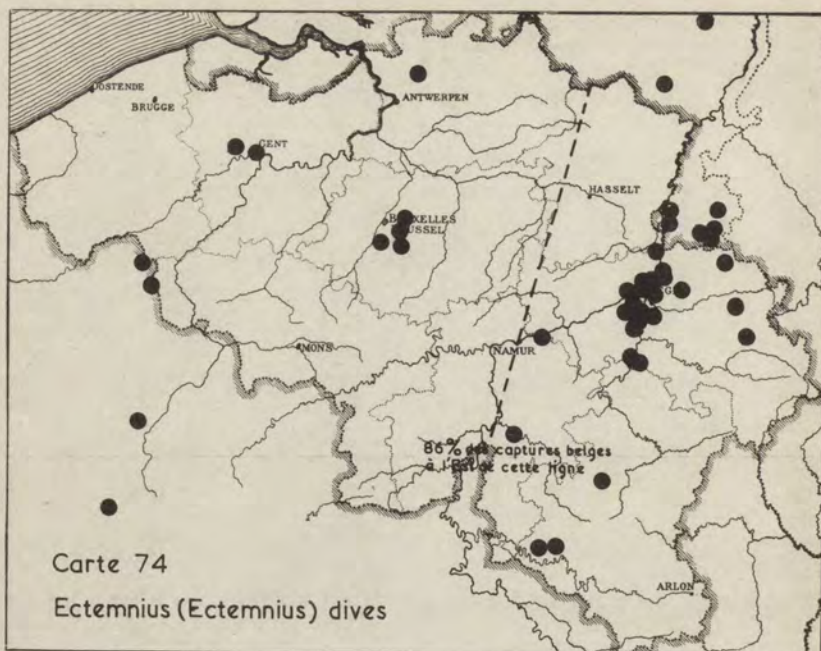 OSTENDE
BRUGGE
ANTWERPEN
GENT
HASSELT
NAMUR
MONS
86% des captures belges
à l'Est de cette ligne
ARLON
Carte 74
Ectemnius (Ectemnius) dives